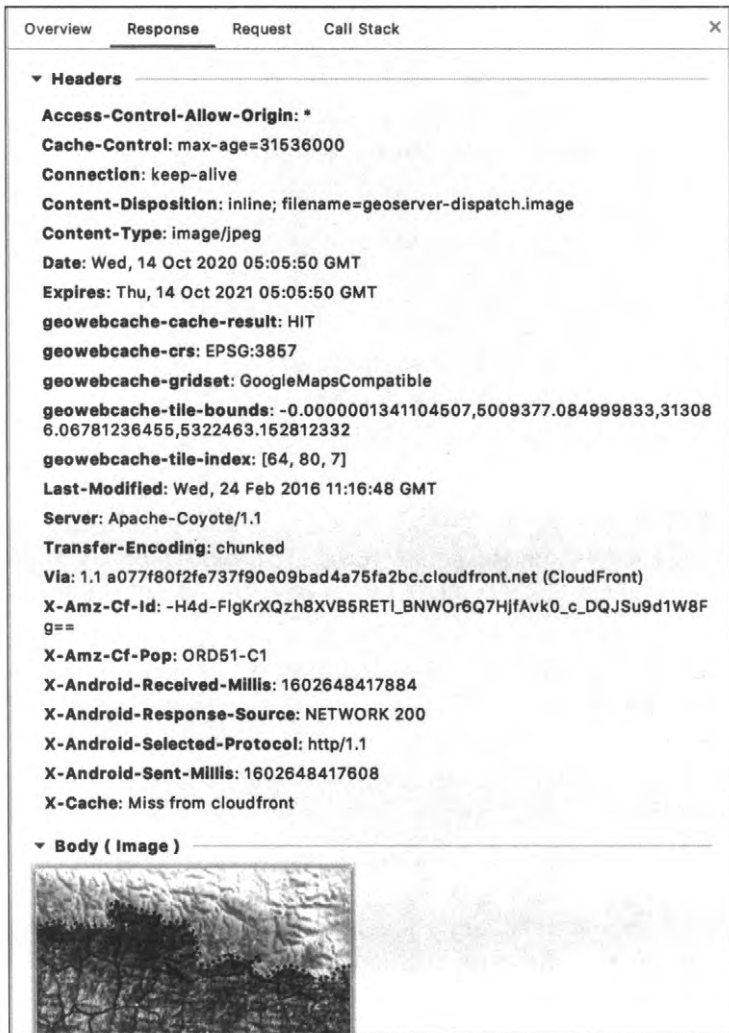 Overview Response Request Call Stack ×
▼ Headers
Access-Control-Allow-Origin: *
Cache-Control: max-age=31536000
Connection: keep-alive
Content-Disposition: inline; filename=geoserver-dispatch.image
Content-Type: image/jpeg
Date: Wed, 14 Oct 2020 05:05:50 GMT
Expires: Thu, 14 Oct 2021 05:05:50 GMT
geowebcache-cache-result: HIT
geowebcache-crs: EPSG:3857
geowebcache-gridset: GoogleMapsCompatible
geowebcache-tile-bounds: -0.0000001341104507,5009377.084999833,31308
6.06781236455,5322463.152812332
geowebcache-tile-index: [64, 80, 7]
Last-Modified: Wed, 24 Feb 2016 11:16:48 GMT
Server: Apache-Coyote/1.1
Transfer-Encoding: chunked
Via: 1.1 a077f80f2fe737f90e09bad4a75fa2bc.cloudfront.net (CloudFront)
X-Amz-Cf-Id: -H4d-FlgKrXQzh8XVB5RETl_BNWOr6Q7HjfAvk0_c_DQJSu9d1W8F
g==
X-Amz-Cf-Pop: ORD51-C1
X-Android-Received-Millis: 1602648417884
X-Android-Response-Source: NETWORK 200
X-Android-Selected-Protocol: http/1.1
X-Android-Sent-Millis: 1602648417608
X-Cache: Miss from cloudfront
▼ Body ( Image )